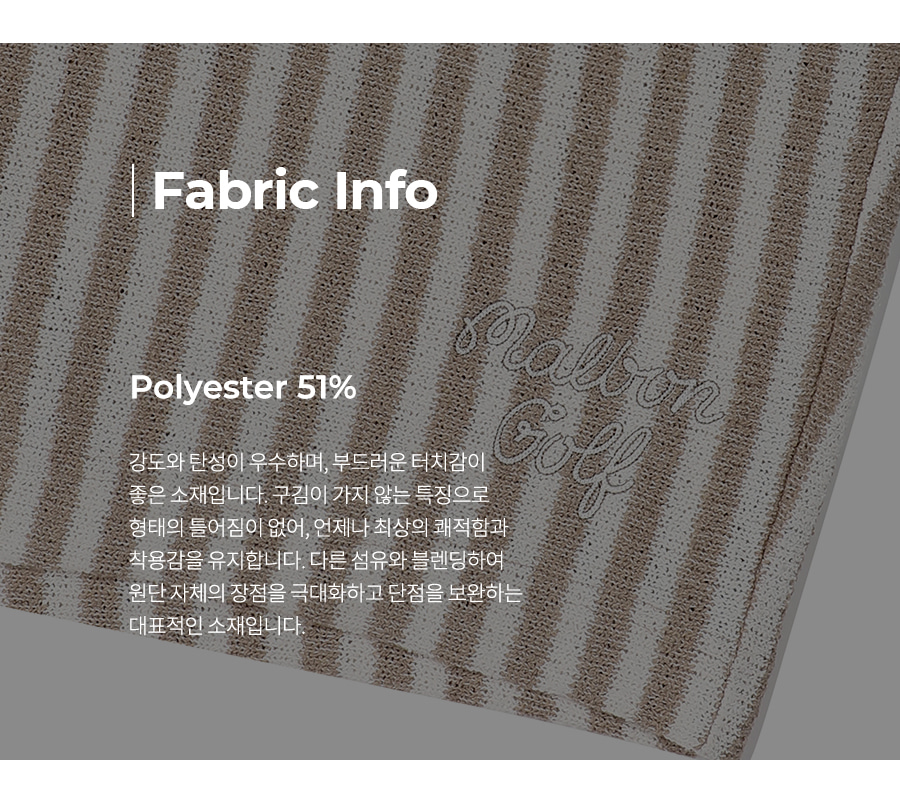 Fabric Info
Malbon
Golf
Polyester 51%
강도와 탄성이 우수하며, 부드러운 터치감이
좋은 소재입니다. 구김이 가지 않는 특징으로
형태의 틀어짐이 없어, 언제나 최상의 쾌적함과
착용감을 유지합니다. 다른 섬유와 블렌딩하여
원단 자체의 장점을 극대화하고 단점을 보완하는
대표적인 소재입니다.